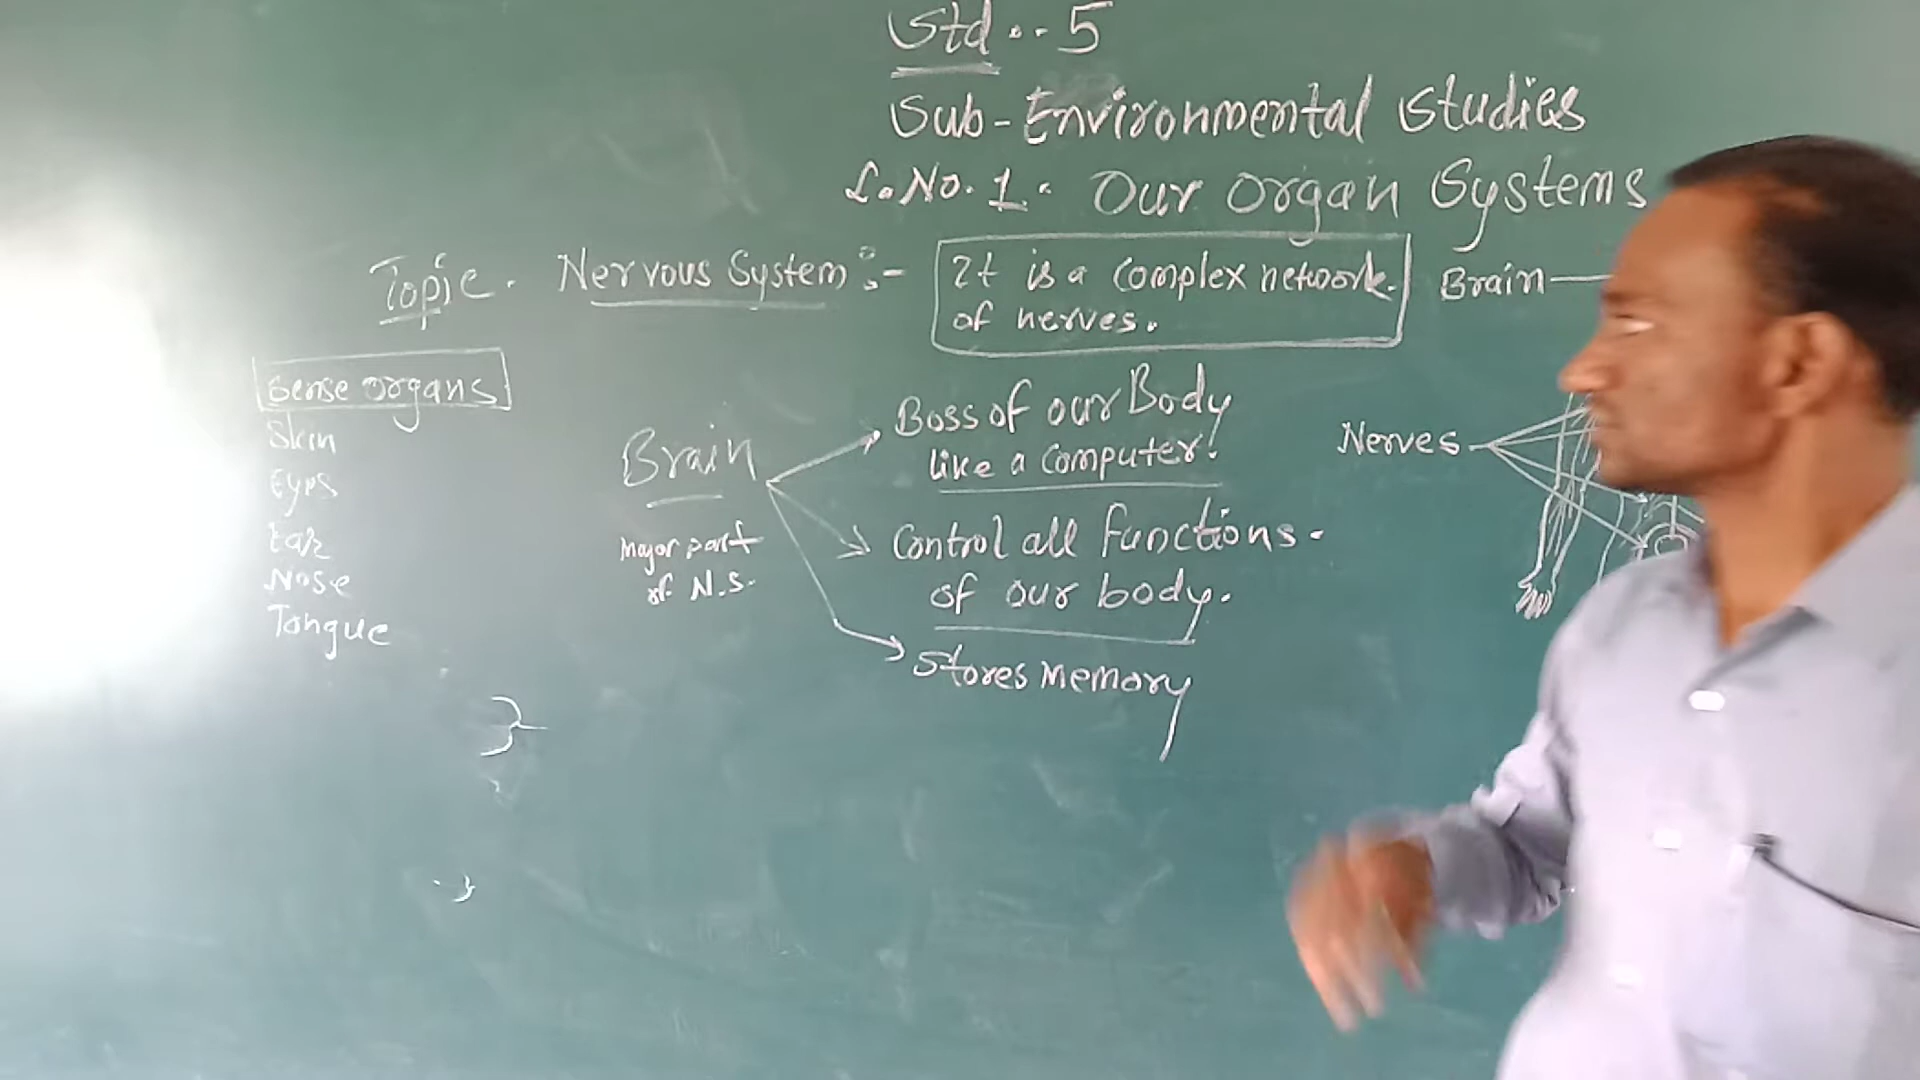 Std..5
Sub-Environmental Studies
L.No.1. Our Organ Systems
Topic. Nervous System:-
It is a complex network.
of nerves.
Brain
Sense organs
Skin
Eyes
Ear
Nose
Tongue
Brain
Major part
of N.S.
Boss of our Body
like a computer!
Control all functions.
of our body.
Stores Memory
Nerves